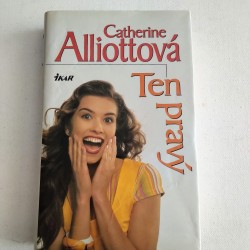 Catherine
Alliottová
IKAR
Ten
pravý